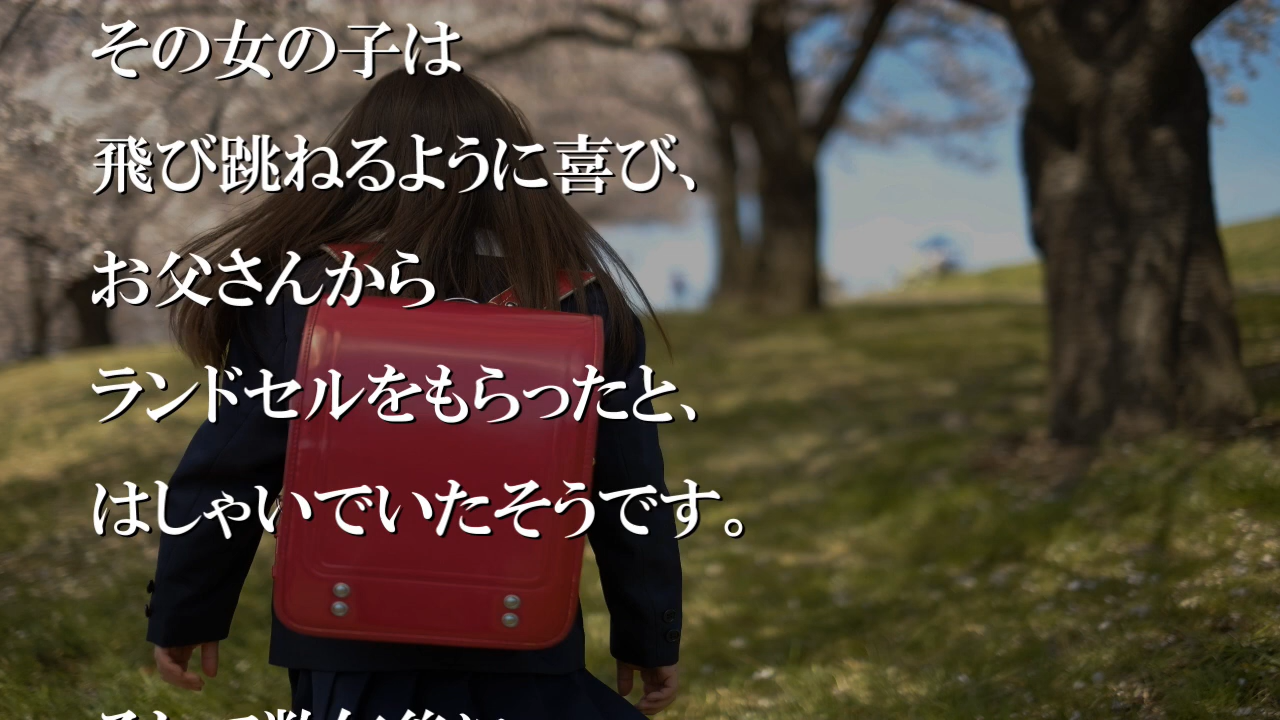 その女の子は
飛び跳ねるように喜び、
お父さんから
ランドセルをもらったと、
はしゃいでいたそうです。